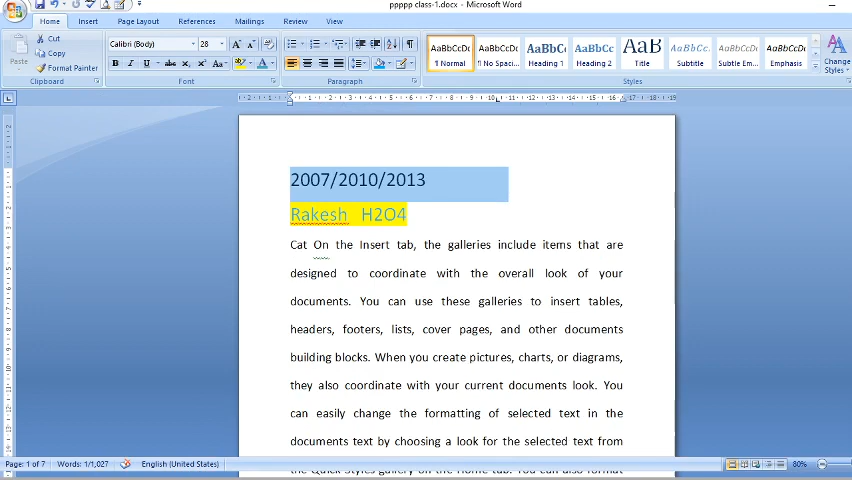 ppppp class-1.docx - Microsoft Word
Home Insert Page Layout References Mailings Review View
Cut
Copy
Format Painter
Paste
Clipboard
Calibri (Body) 28
Font
Paragraph
AaBbCcDc AaBbCcDc AaBbCc AaBbCc AaB AaBbCcL AaBbCcD AaBbCcD
¶ Normal ¶ No Spaci... Heading 1 Heading 2 Title Subtitle Subtle Em... Emphasis
Change
Styles
Styles
2007/2010/2013
Rakesh H2O4
Cat On the Insert tab, the galleries include items that are
designed to coordinate with the overall look of your
documents. You can use these galleries to insert tables,
headers, footers, lists, cover pages, and other documents
building blocks. When you create pictures, charts, or diagrams,
they also coordinate with your current documents look. You
can easily change the formatting of selected text in the
documents text by choosing a look for the selected text from
the Quick Styles gallery on the Home tab. You can also format
Page: 1 of 7 Words: 1/1,027 English (United States) 80%